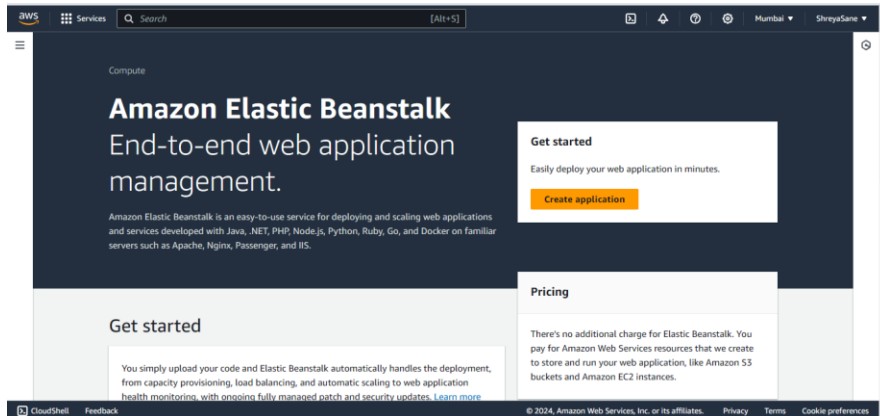 aws
Services
Search
[Alt+S]
Mumbai ▼
ShreyaSane ▼
Compute
Amazon Elastic Beanstalk
End-to-end web application
management.
Amazon Elastic Beanstalk is an easy-to-use service for deploying and scaling web applications
and services developed with Java, .NET, PHP, Node.js, Python, Ruby, Go, and Docker on familiar
servers such as Apache, Nginx, Passenger, and IIS.
Get started
Easily deploy your web application in minutes.
Create application
Pricing
There's no additional charge for Elastic Beanstalk. You
pay for Amazon Web Services resources that we create
to store and run your web application, like Amazon S3
buckets and Amazon EC2 instances.
Get started
You simply upload your code and Elastic Beanstalk automatically handles the deployment,
from capacity provisioning, load balancing, and automatic scaling to web application
health monitoring, with ongoing fully managed patch and security updates. Learn more
CloudShell
Feedback
© 2024, Amazon Web Services, Inc. or its affiliates.
Privacy
Terms
Cookie preferences